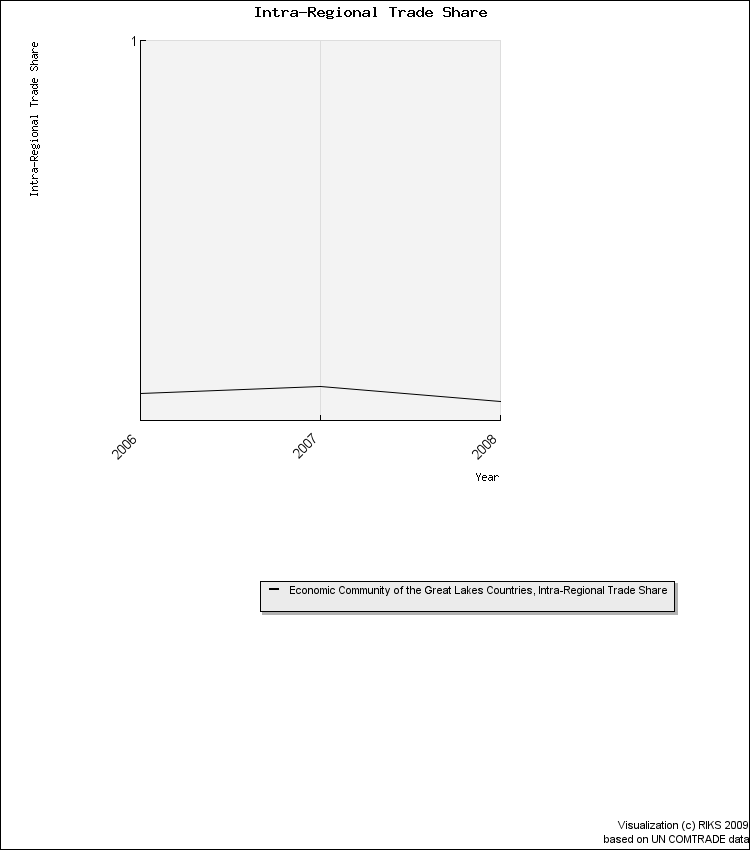 Intra-Regional Trade Share
1
Intra-Regional Trade Share
2006
2007
2008
Year
Economic Community of the Great Lakes Countries, Intra-Regional Trade Share
Visualization (c) RIKS 2009
based on UN COMTRADE data